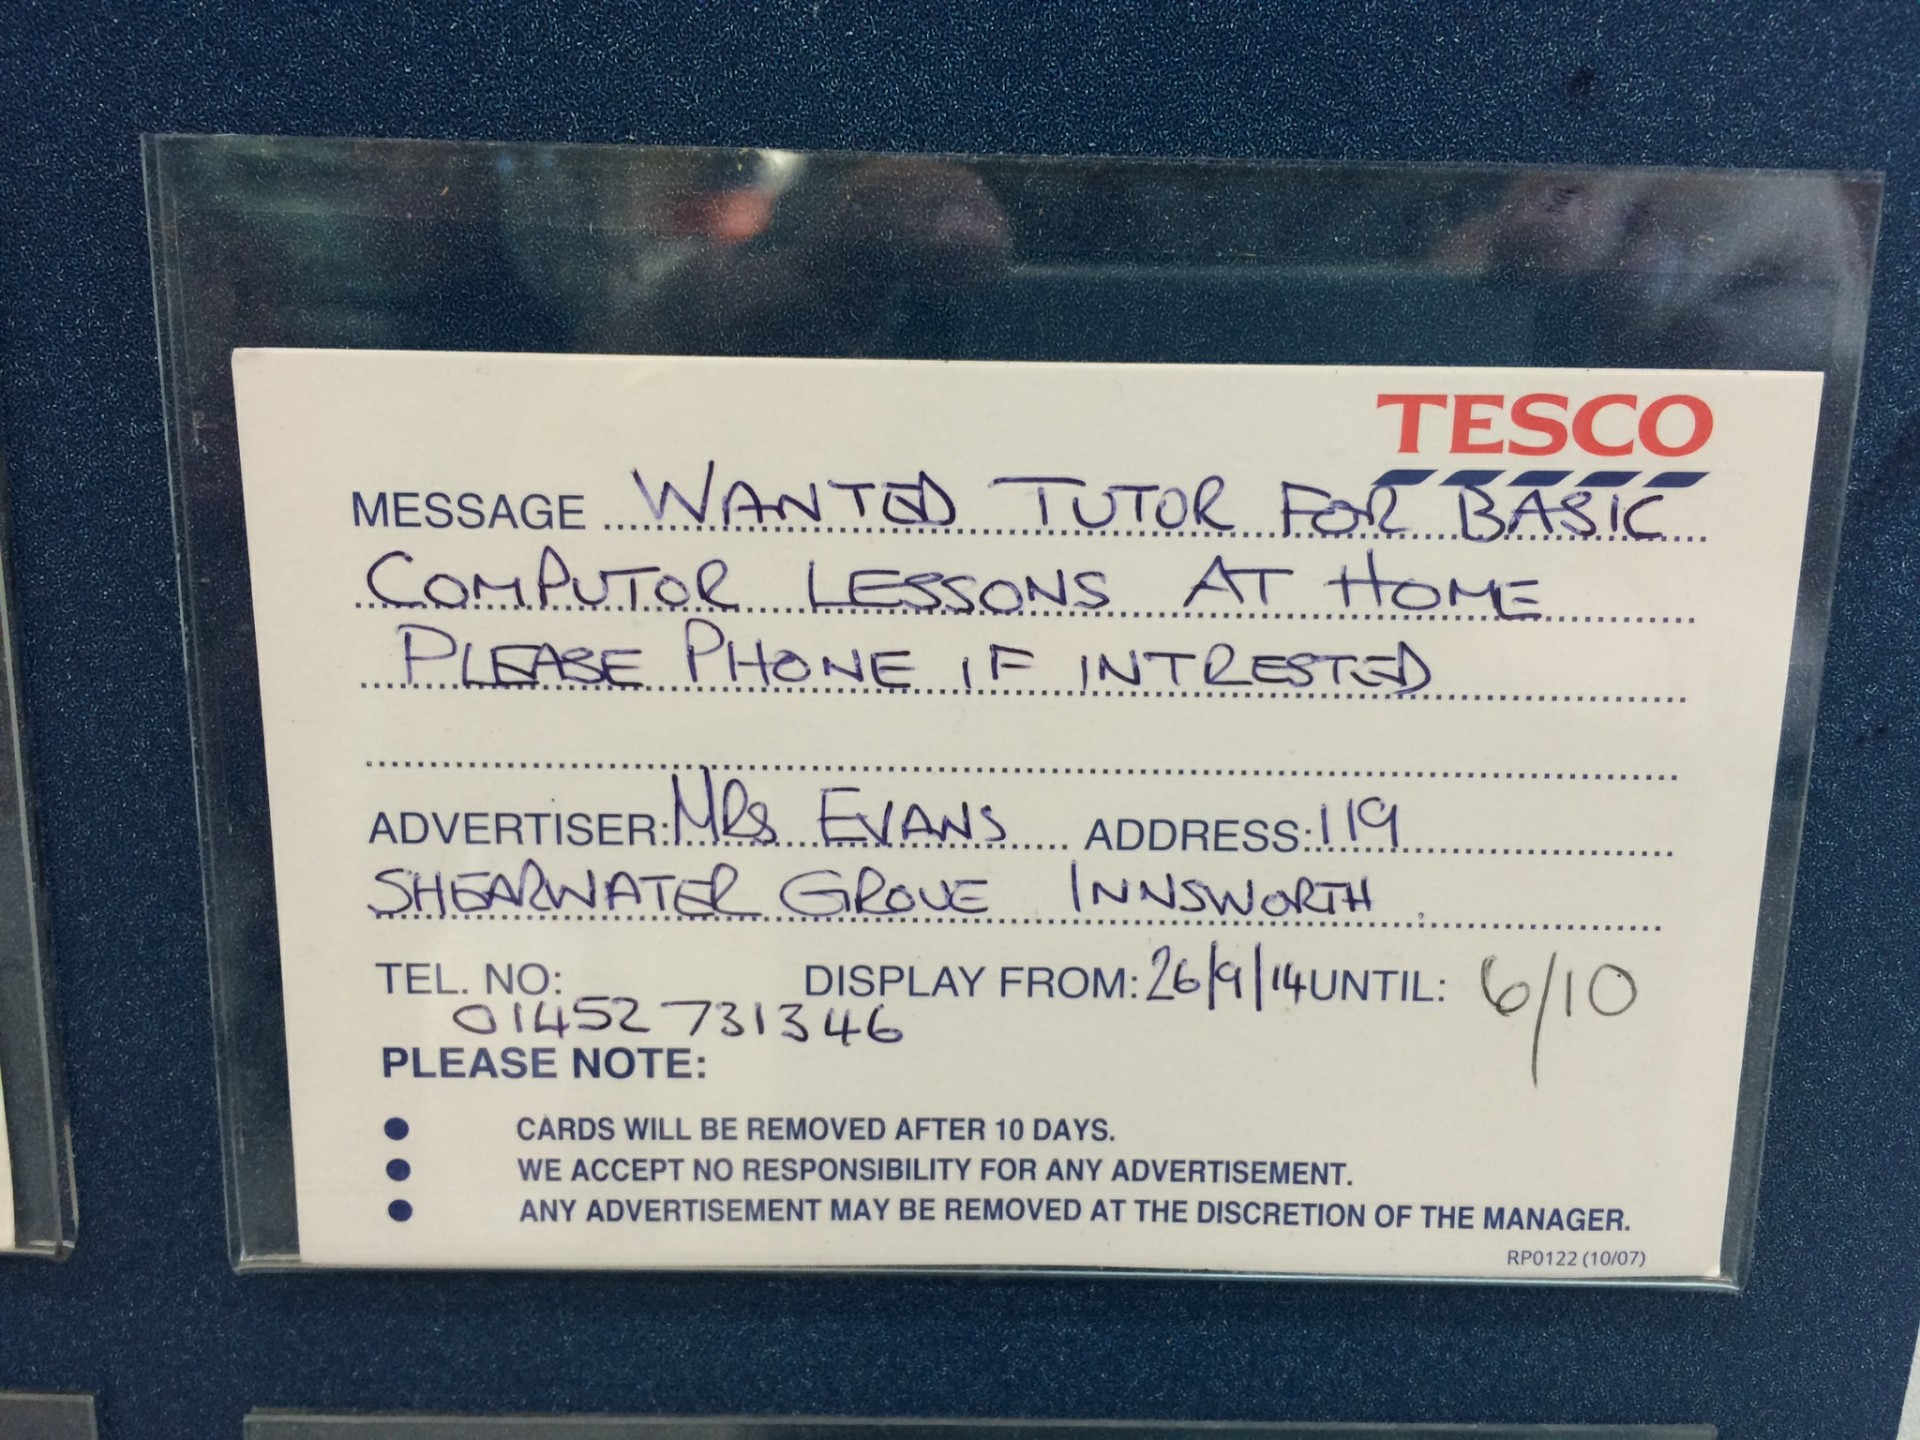 TESCO
MESSAGE WANTED TUTOR FOR BASIC
COMPUTOR LESSONS AT HOME
PLEASE PHONE IF INTRESTED
ADVERTISER: MRS EVANS ADDRESS: 119
SHEARWATER GROVE INNSWORTH
TEL. NO: DISPLAY FROM: 26/9/14 UNTIL: 6/10
01452 731346
PLEASE NOTE:
● CARDS WILL BE REMOVED AFTER 10 DAYS.
● WE ACCEPT NO RESPONSIBILITY FOR ANY ADVERTISEMENT.
● ANY ADVERTISEMENT MAY BE REMOVED AT THE DISCRETION OF THE MANAGER.
RP0122 (10/07)